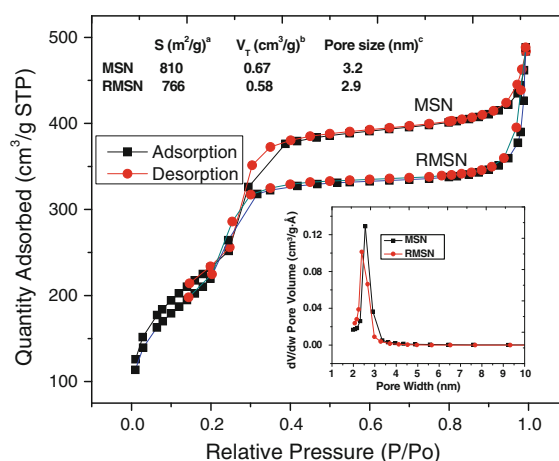 S (m²/g)ᵃ V_T (cm³/g)ᵇ Pore size (nm)ᶜ
MSN 810 0.67 3.2
RMSN 766 0.58 2.9
MSN
RMSN
Adsorption
Desorption
Quantity Adsorbed (cm³/g STP)
500
400
300
200
100
0.0 0.2 0.4 0.6 0.8 1.0
Relative Pressure (P/Po)
MSN
RMSN
dV/dw Pore Volume (cm³/g·Å)
0.12
0.08
0.04
0.00
1 2 3 4 5 6 7 8 9 10
Pore Width (nm)